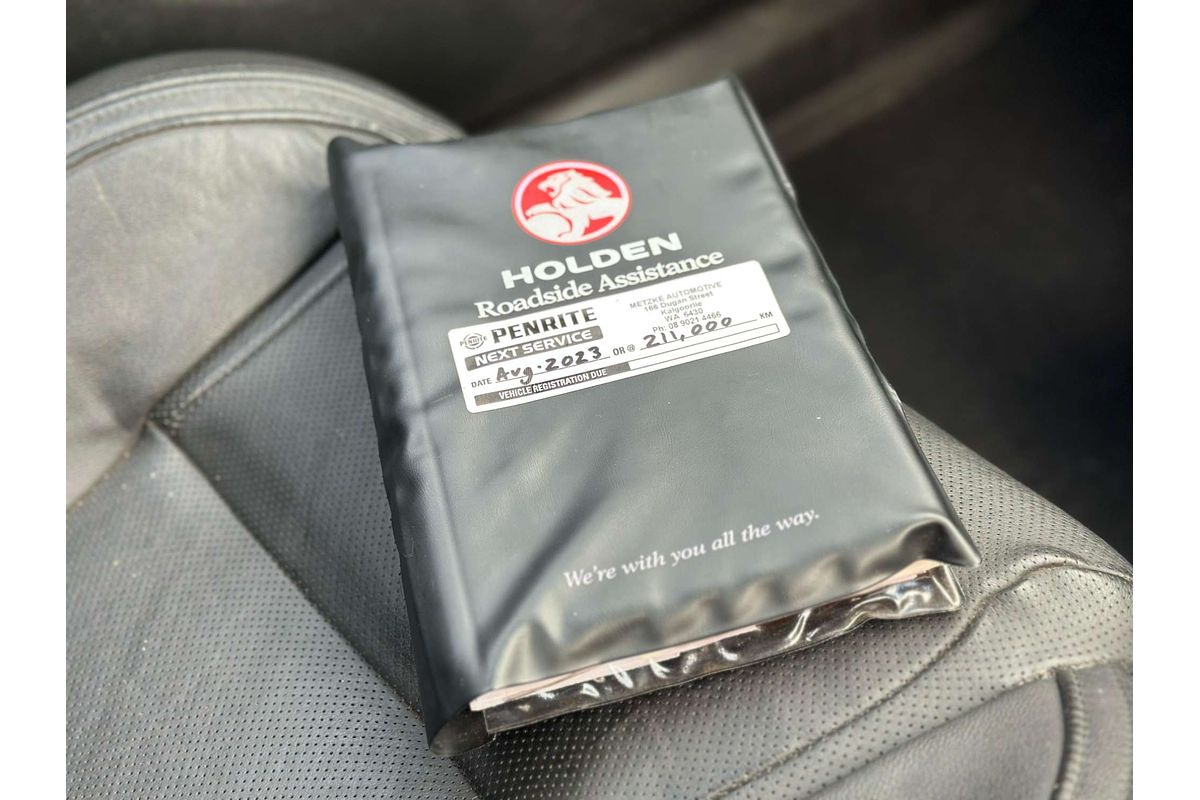 HOLDEN
Roadside Assistance
PENRITE
PENRITE
METZKE AUTOMOTIVE
166 Dugan Street
Kalgoorlie
WA 6430
Ph: 08 9021 4466
NEXT SERVICE
DATE Aug. 2023 OR @ 211,000 KM
VEHICLE REGISTRATION DUE
We're with you all the way.